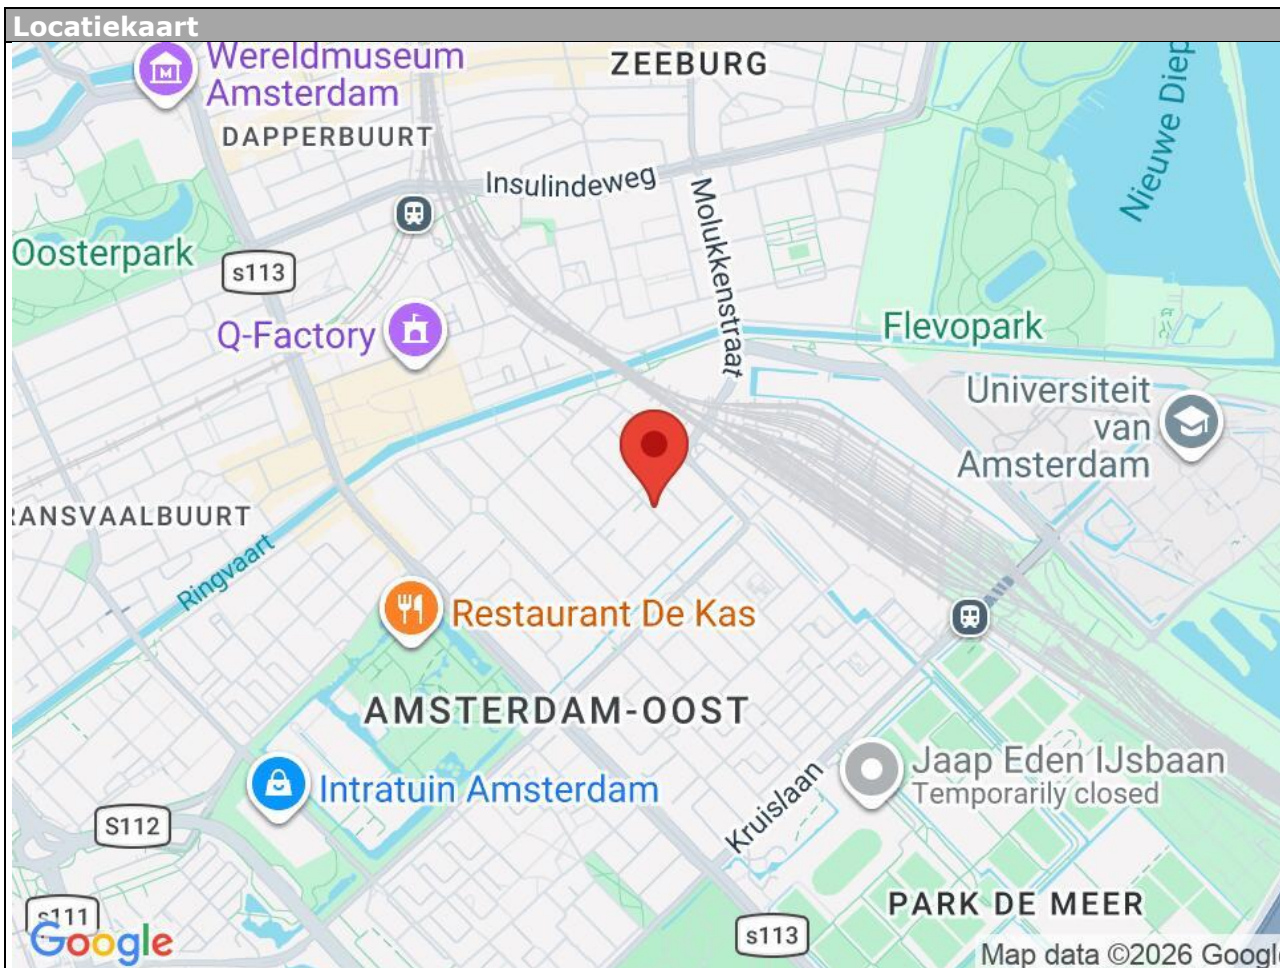 Locatiekaart
Wereldmuseum
Amsterdam
ZEEBURG
DAPPERBUURT
Nieuwe Diep
Insulindeweg
Molukkenstraat
Oosterpark
s113
Q-Factory
Flevopark
Universiteit
van
Amsterdam
RANSVAALBUURT
Ringvaart
Restaurant De Kas
AMSTERDAM-OOST
Jaap Eden IJsbaan
Temporarily closed
Intratuin Amsterdam
Kruislaan
S112
PARK DE MEER
s111
Google
s113
Map data ©2026 Google